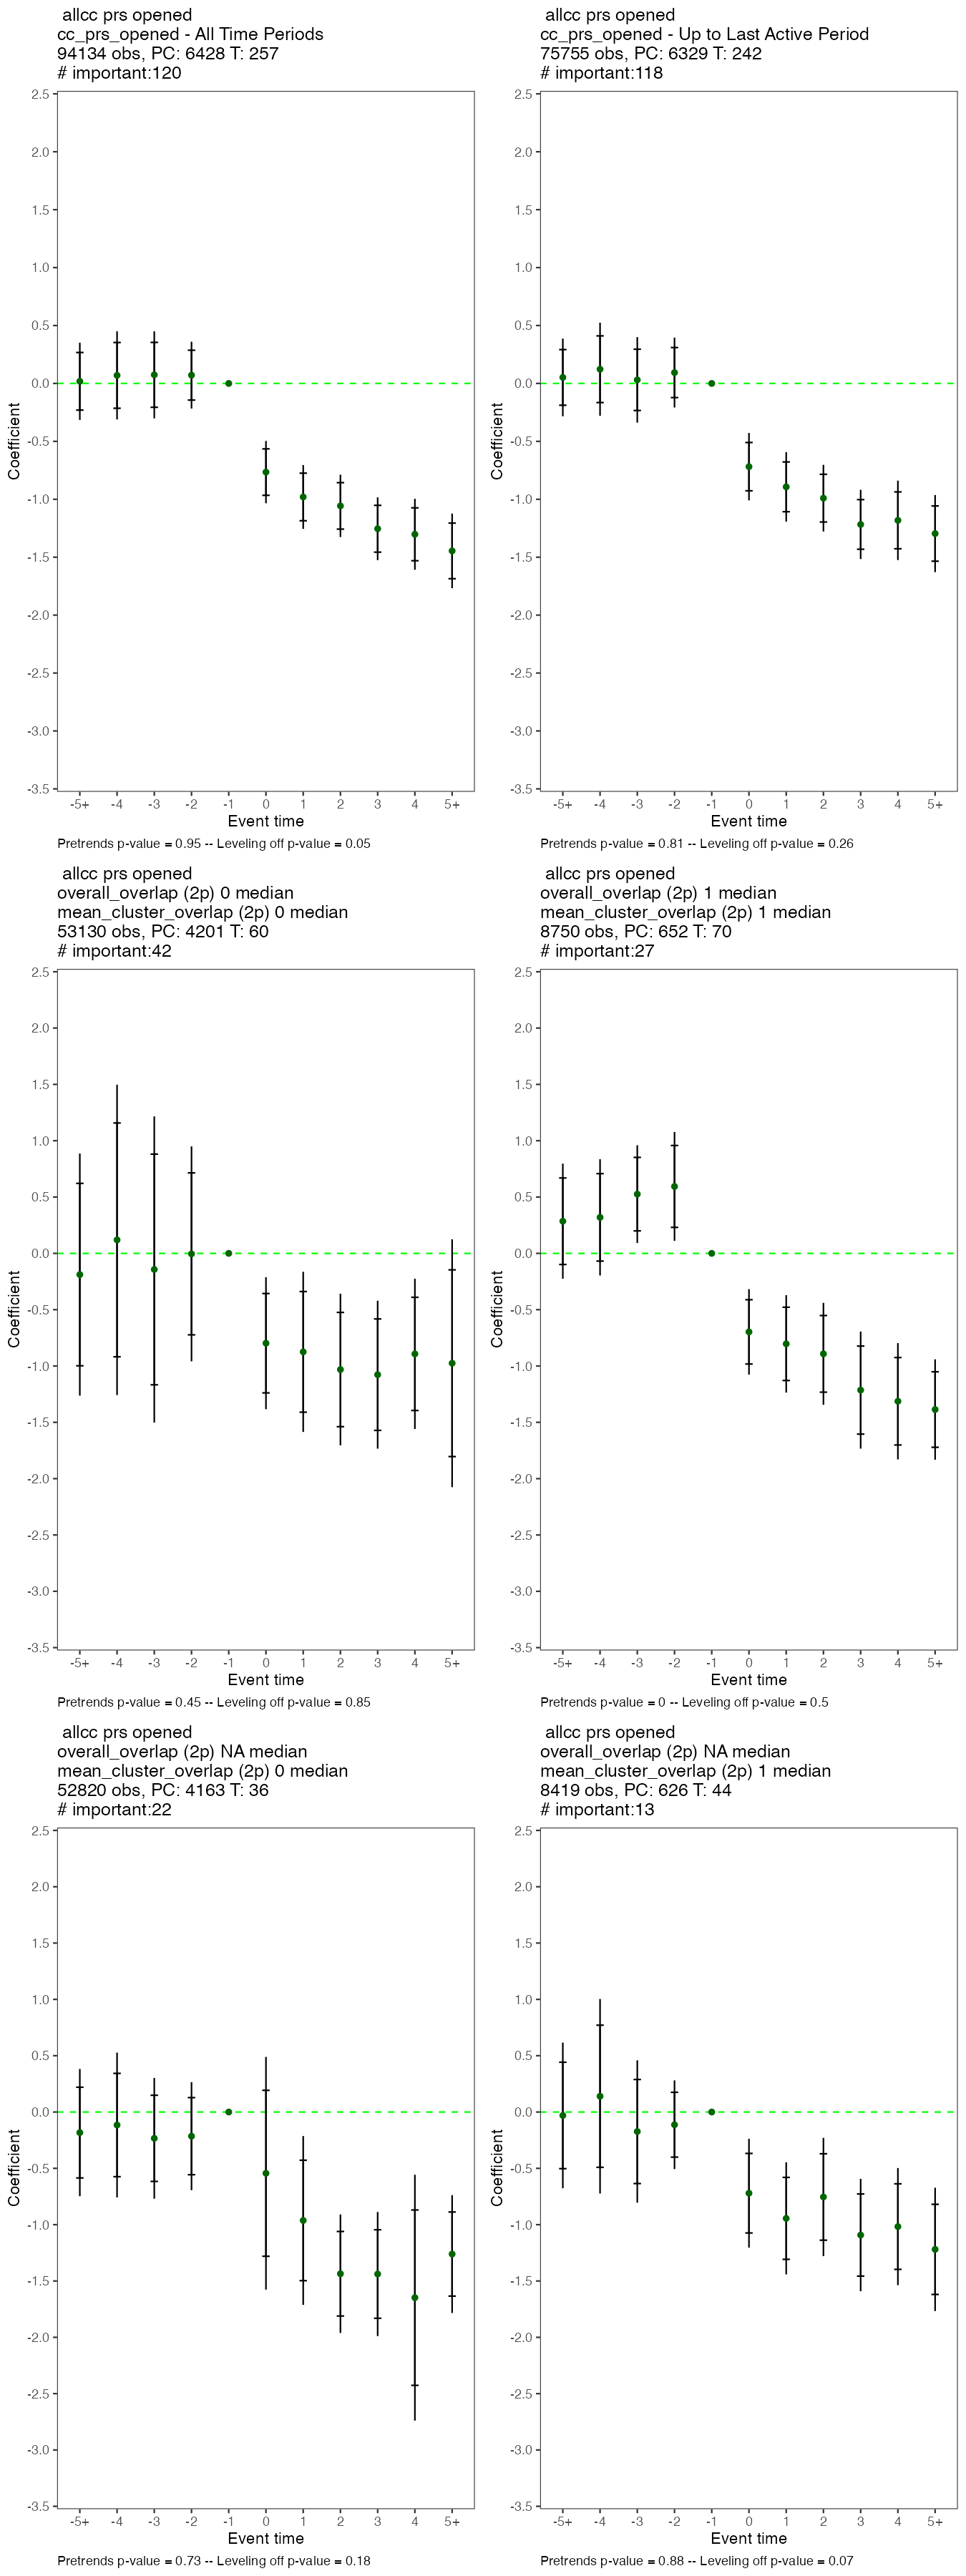 allcc prs opened
cc_prs_opened - All Time Periods
94134 obs, PC: 6428 T: 257
# important:120
2.5
2.0
1.5
1.0
0.5
0.0
-0.5
-1.0
-1.5
-2.0
-2.5
-3.0
-3.5
Coefficient
-5+ -4 -3 -2 -1 0 1 2 3 4 5+
Event time
Pretrends p-value = 0.95 -- Leveling off p-value = 0.05
allcc prs opened
cc_prs_opened - Up to Last Active Period
75755 obs, PC: 6329 T: 242
# important:118
2.5
2.0
1.5
1.0
0.5
0.0
-0.5
-1.0
-1.5
-2.0
-2.5
-3.0
-3.5
Coefficient
-5+ -4 -3 -2 -1 0 1 2 3 4 5+
Event time
Pretrends p-value = 0.81 -- Leveling off p-value = 0.26
allcc prs opened
overall_overlap (2p) 0 median
mean_cluster_overlap (2p) 0 median
53130 obs, PC: 4201 T: 60
# important:42
2.5
2.0
1.5
1.0
0.5
0.0
-0.5
-1.0
-1.5
-2.0
-2.5
-3.0
-3.5
Coefficient
-5+ -4 -3 -2 -1 0 1 2 3 4 5+
Event time
Pretrends p-value = 0.45 -- Leveling off p-value = 0.85
allcc prs opened
overall_overlap (2p) 1 median
mean_cluster_overlap (2p) 1 median
8750 obs, PC: 652 T: 70
# important:27
2.5
2.0
1.5
1.0
0.5
0.0
-0.5
-1.0
-1.5
-2.0
-2.5
-3.0
-3.5
Coefficient
-5+ -4 -3 -2 -1 0 1 2 3 4 5+
Event time
Pretrends p-value = 0 -- Leveling off p-value = 0.5
allcc prs opened
overall_overlap (2p) NA median
mean_cluster_overlap (2p) 0 median
52820 obs, PC: 4163 T: 36
# important:22
2.5
2.0
1.5
1.0
0.5
0.0
-0.5
-1.0
-1.5
-2.0
-2.5
-3.0
-3.5
Coefficient
-5+ -4 -3 -2 -1 0 1 2 3 4 5+
Event time
Pretrends p-value = 0.73 -- Leveling off p-value = 0.18
allcc prs opened
overall_overlap (2p) NA median
mean_cluster_overlap (2p) 1 median
8419 obs, PC: 626 T: 44
# important:13
2.5
2.0
1.5
1.0
0.5
0.0
-0.5
-1.0
-1.5
-2.0
-2.5
-3.0
-3.5
Coefficient
-5+ -4 -3 -2 -1 0 1 2 3 4 5+
Event time
Pretrends p-value = 0.88 -- Leveling off p-value = 0.07